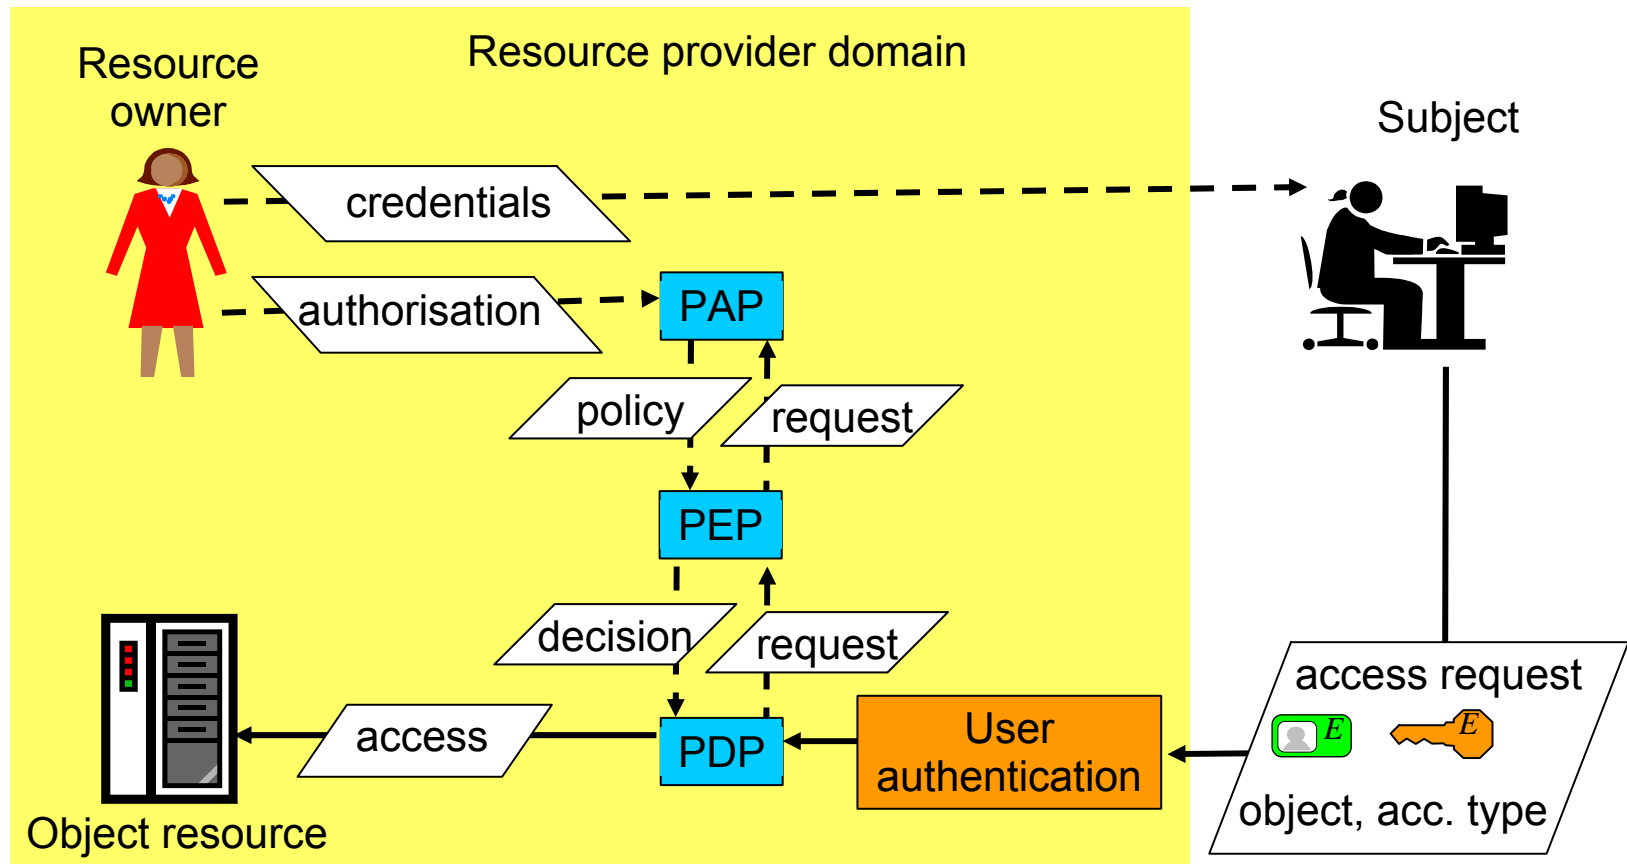 Resource provider domain
Resource
owner
Subject
credentials
authorisation
PAP
policy
request
PEP
decision
request
access request
E
E
object, acc. type
User
authentication
PDP
access
Object resource